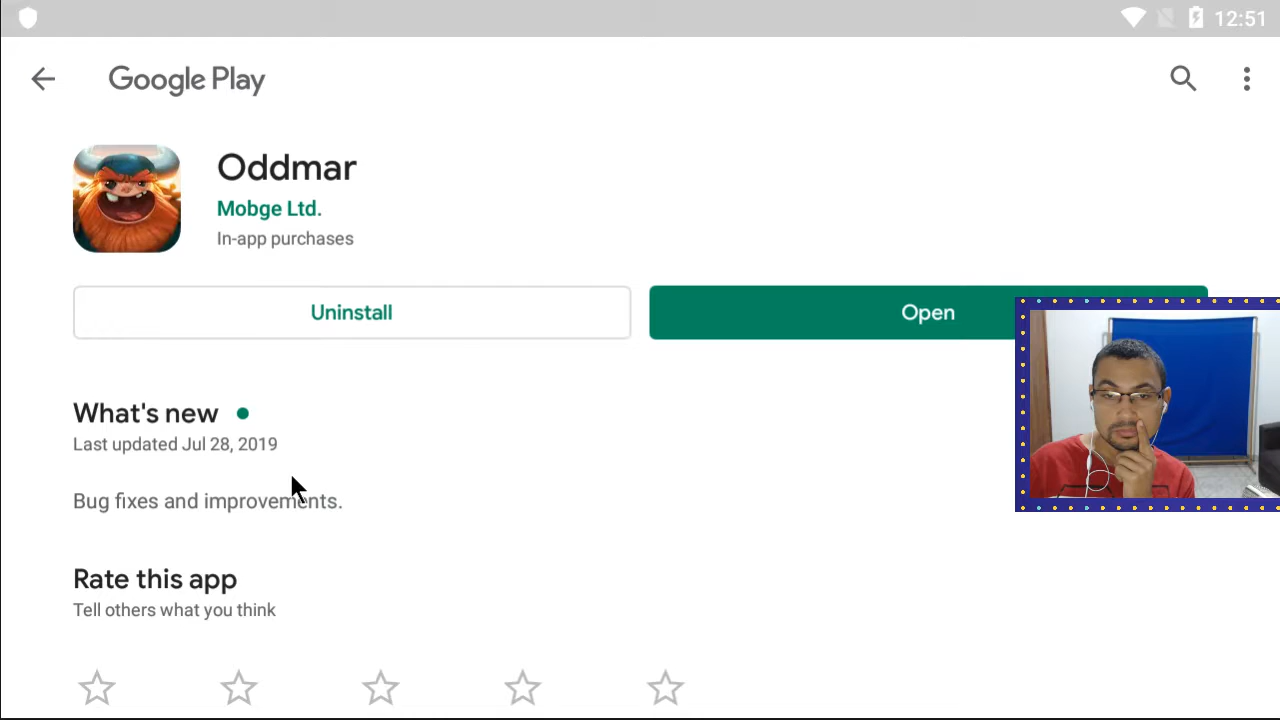 12:51
Google Play
Oddmar
Mobge Ltd.
In-app purchases
Uninstall
Open
What's new
Last updated Jul 28, 2019
Bug fixes and improvements.
Rate this app
Tell others what you think